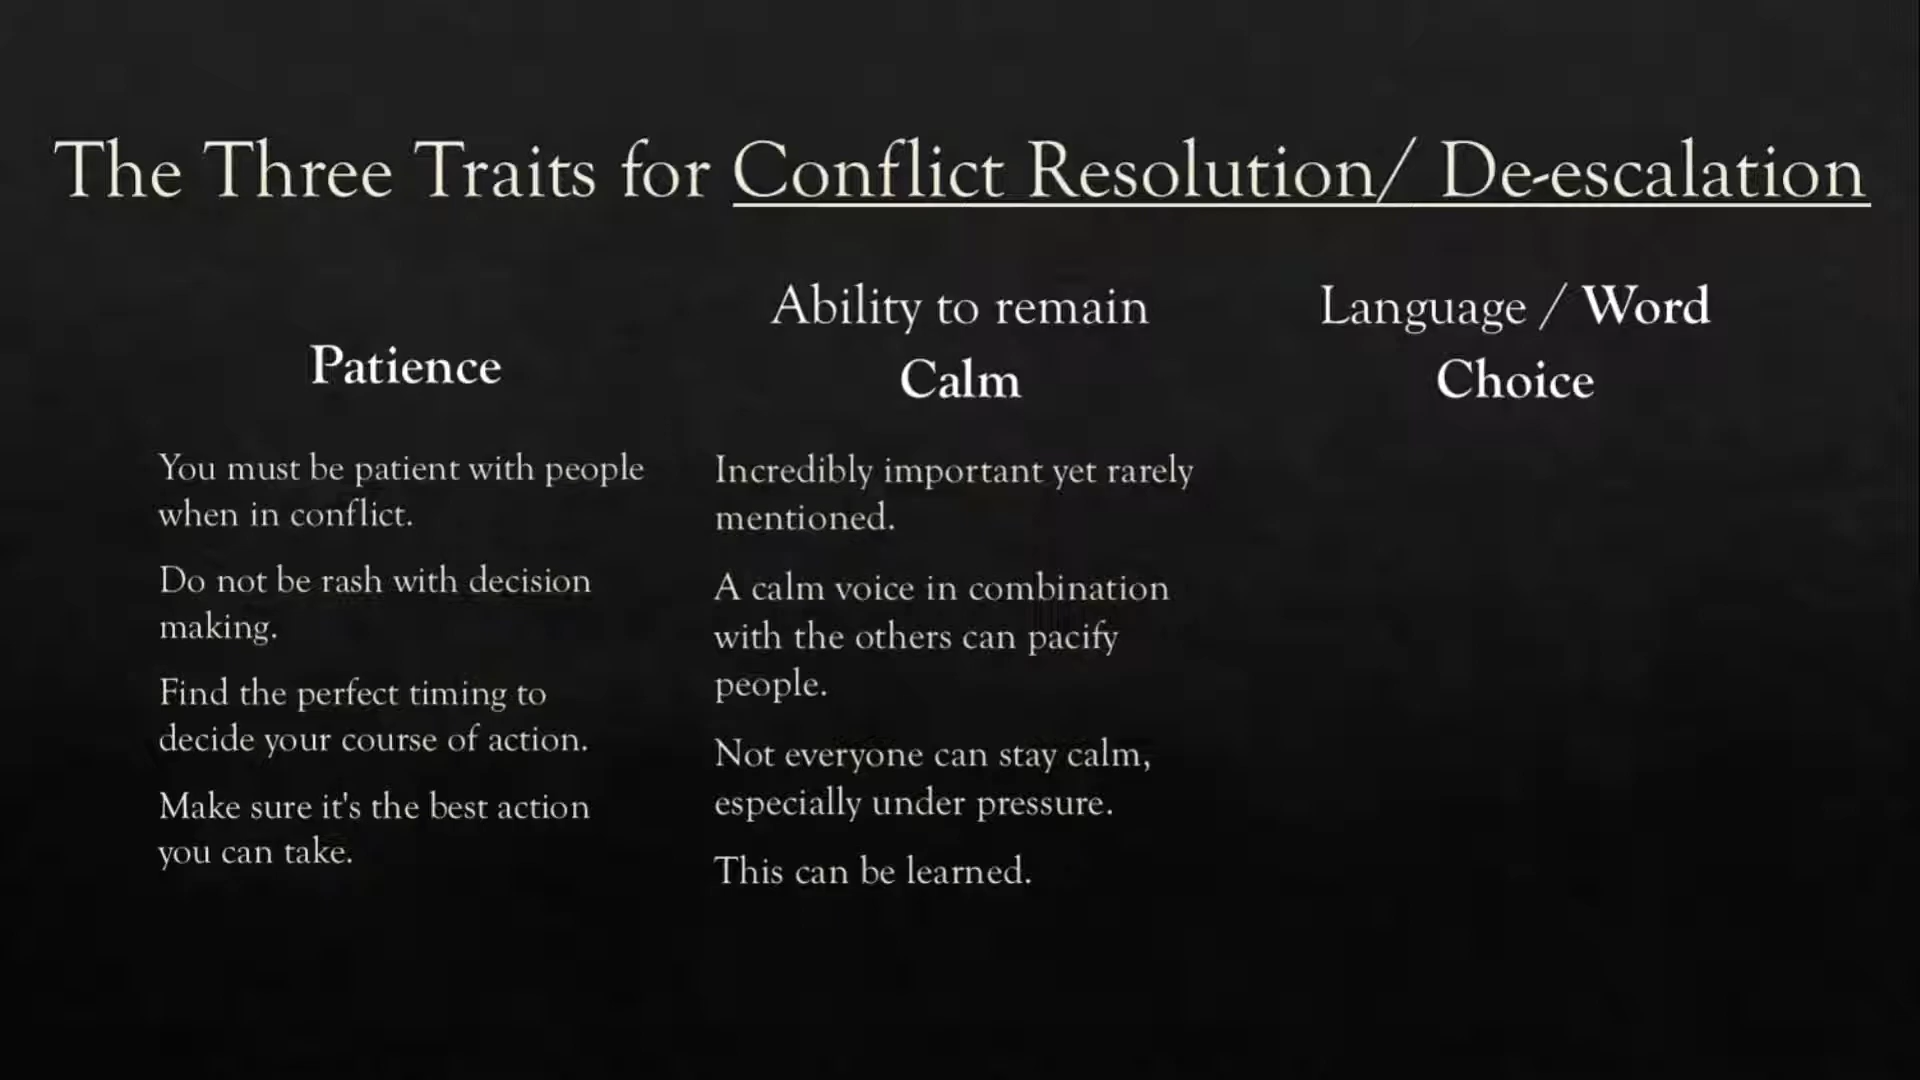 The Three Traits for Conflict Resolution/ De-escalation
Patience
You must be patient with people
when in conflict.
Do not be rash with decision
making.
Find the perfect timing to
decide your course of action.
Make sure it's the best action
you can take.
Ability to remain
Calm
Incredibly important yet rarely
mentioned.
A calm voice in combination
with the others can pacify
people.
Not everyone can stay calm,
especially under pressure.
This can be learned.
Language / Word
Choice